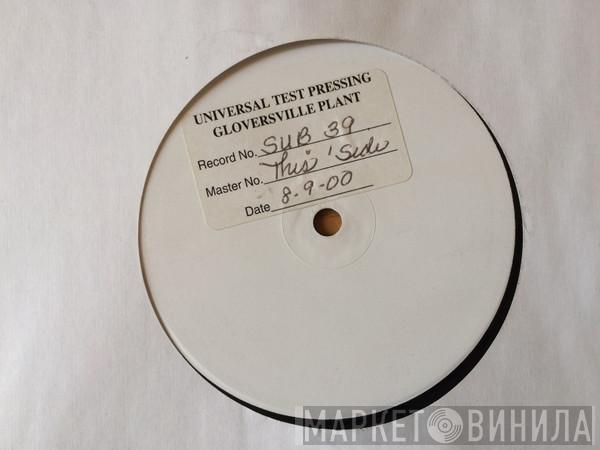 UNIVERSAL TEST PRESSING
GLOVERSVILLE PLANT
Record No. SUB 39
Master No. This Side
Date 8-9-00
МАРКЕТ ВИНИЛА